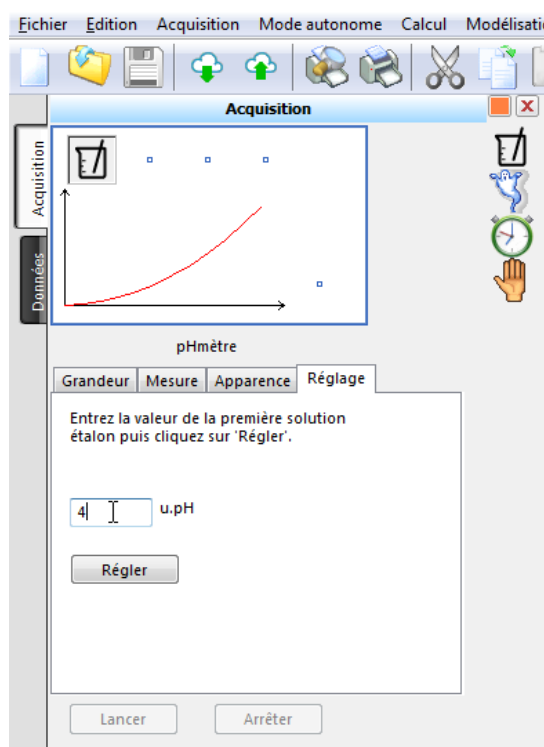 Fichier Edition Acquisition Mode autonome Calcul Modélisati
Acquisition
Acquisition
Données
pHmètre
Grandeur Mesure Apparence Réglage
Entrez la valeur de la première solution
étalon puis cliquez sur 'Régler'.
4 u.pH
Régler
Lancer Arrêter